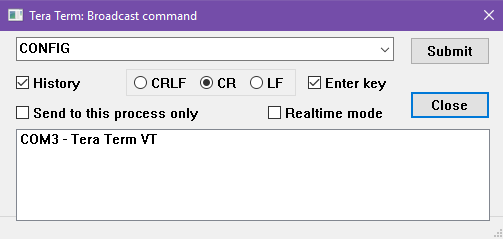 Tera Term: Broadcast command
CONFIG
Submit
History
CRLF
CR
LF
Enter key
Close
Send to this process only
Realtime mode
COM3 - Tera Term VT